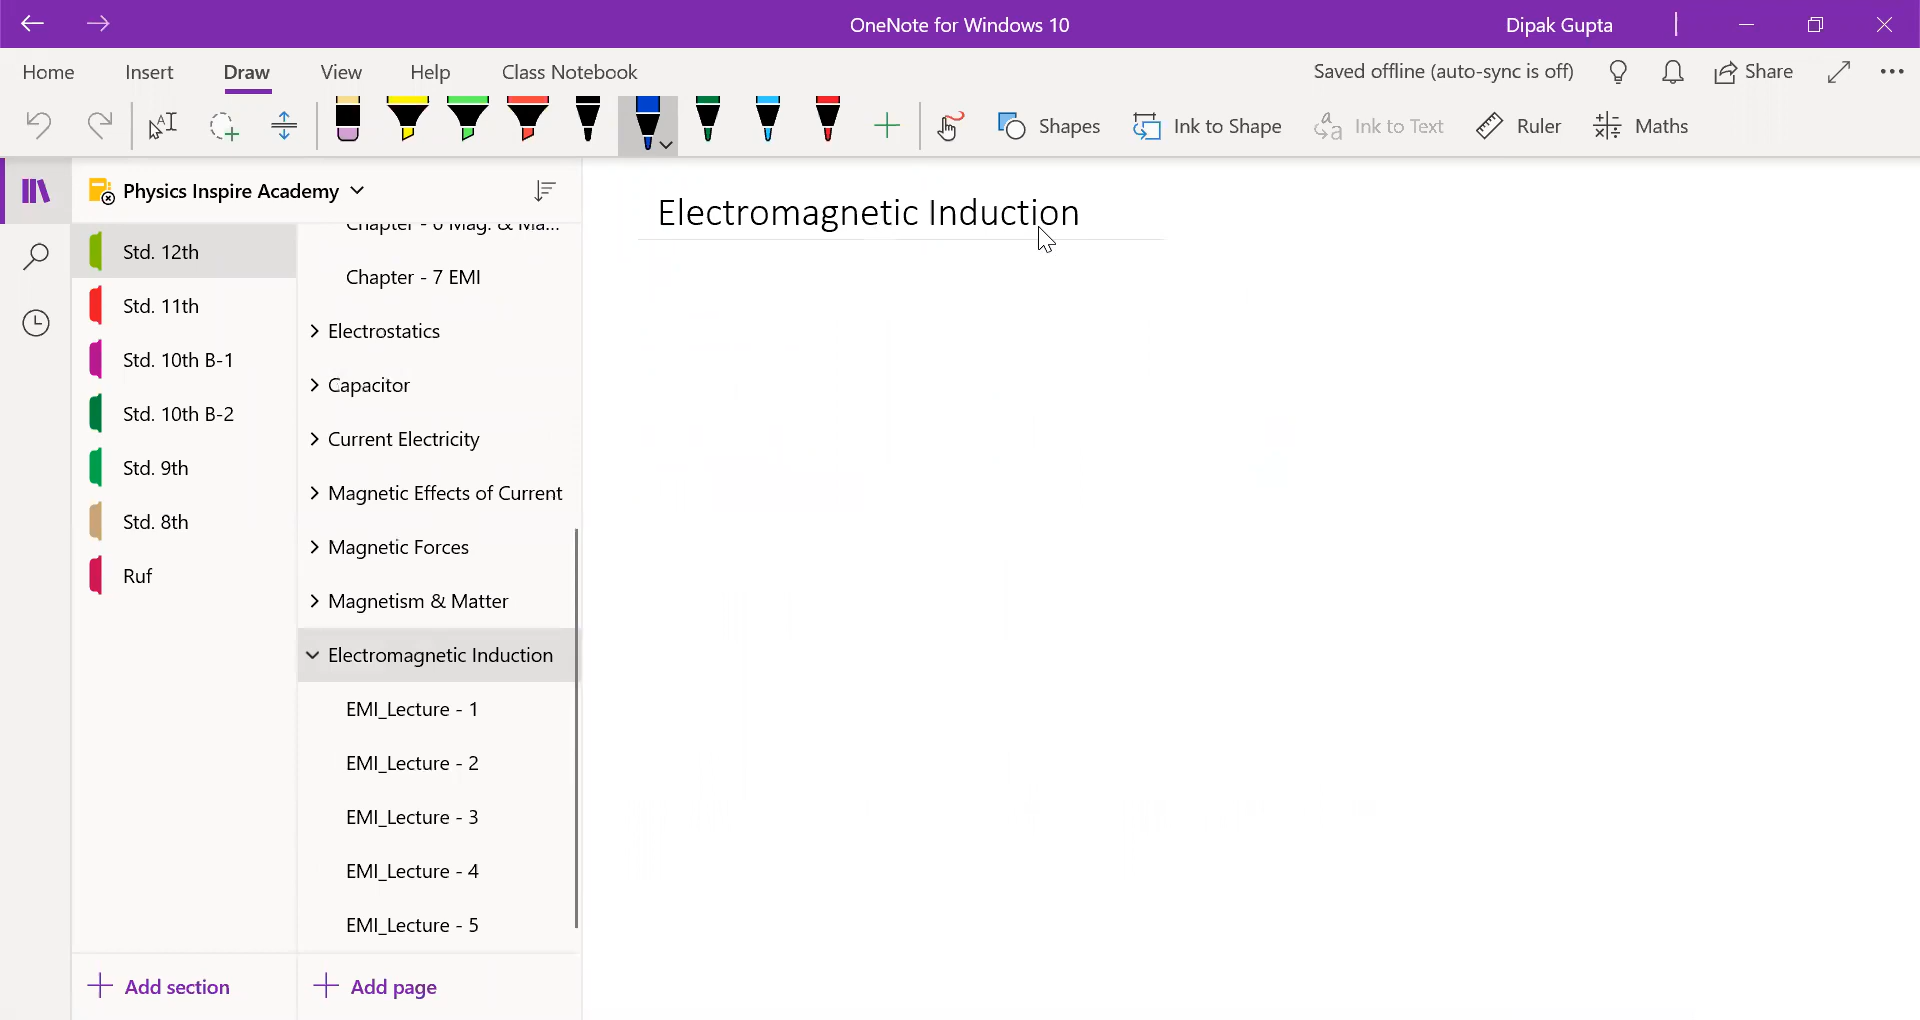 OneNote for Windows 10
Dipak Gupta
Home Insert Draw View Help Class Notebook
Saved offline (auto-sync is off) Share
Shapes Ink to Shape Ink to Text Ruler Maths
Physics Inspire Academy
Std. 12th
Std. 11th
Std. 10th B-1
Std. 10th B-2
Std. 9th
Std. 8th
Ruf
Add section
Chapter - 6 Mag. & Ma...
Chapter - 7 EMI
Electrostatics
Capacitor
Current Electricity
Magnetic Effects of Current
Magnetic Forces
Magnetism & Matter
Electromagnetic Induction
EMI_Lecture - 1
EMI_Lecture - 2
EMI_Lecture - 3
EMI_Lecture - 4
EMI_Lecture - 5
Add page
Electromagnetic Induction